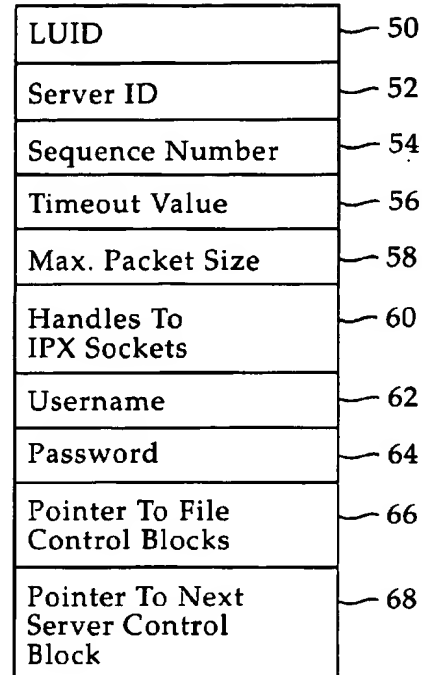 LUID 50
Server ID 52
Sequence Number 54
Timeout Value 56
Max. Packet Size 58
Handles To 60
IPX Sockets
Username 62
Password 64
Pointer To File 66
Control Blocks
Pointer To Next 68
Server Control
Block